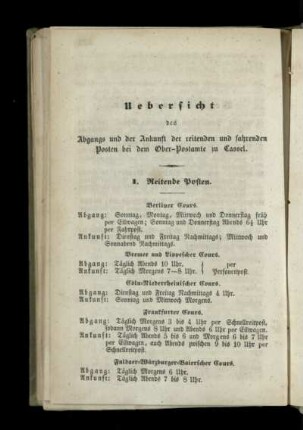 Uebersicht
des
Abgangs und der Ankunft der reitenden und fahrenden
Posten bei dem Ober-Postamte zu Cassel.
I. Reitende Posten.
Berliner Cours.
Abgang: Sonntag, Montag, Mittwoch und Donnerstag früh
per Eilwagen; Sonntag und Donnerstag Abends 6½ Uhr
per Fahrpost.
Ankunft: Dienstag und Freitag Nachmittags; Mittwoch und
Sonnabend Nachmittags.
Bremer und Lippescher Cours.
Abgang: Täglich Abends 10 Uhr. } per
Ankunft: Täglich Morgens 7—8 Uhr. } Personenpost
Cöln-Niederrheinischer Cours.
Abgang: Dienstag und Freitag Nachmittags 4 Uhr.
Ankunft: Sonntag und Mittwoch Morgens.
Frankfurter Cours.
Abgang: Täglich Morgens 3 bis 4 Uhr per Schnellreitpost,
sodann Morgens 8 Uhr und Abends 6 Uhr per Eilwagen.
Ankunft: Täglich Abends 5 bis 6 und Morgens 6 bis 7 Uhr
per Eilwagen, auch Abends zwischen 9 bis 10 Uhr per
Schnellreitpost.
Fuldaer-Würzburger-Baierscher Cours.
Abgang: Täglich Morgens 6 Uhr.
Ankunft: Täglich Abends 7 bis 8 Uhr.